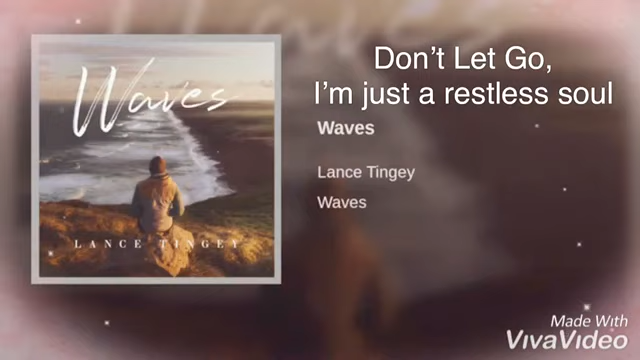 Waves
LANCE TINGEY
Don’t Let Go,
I’m just a restless soul
Waves
Lance Tingey
Waves
Made With
VivaVideo